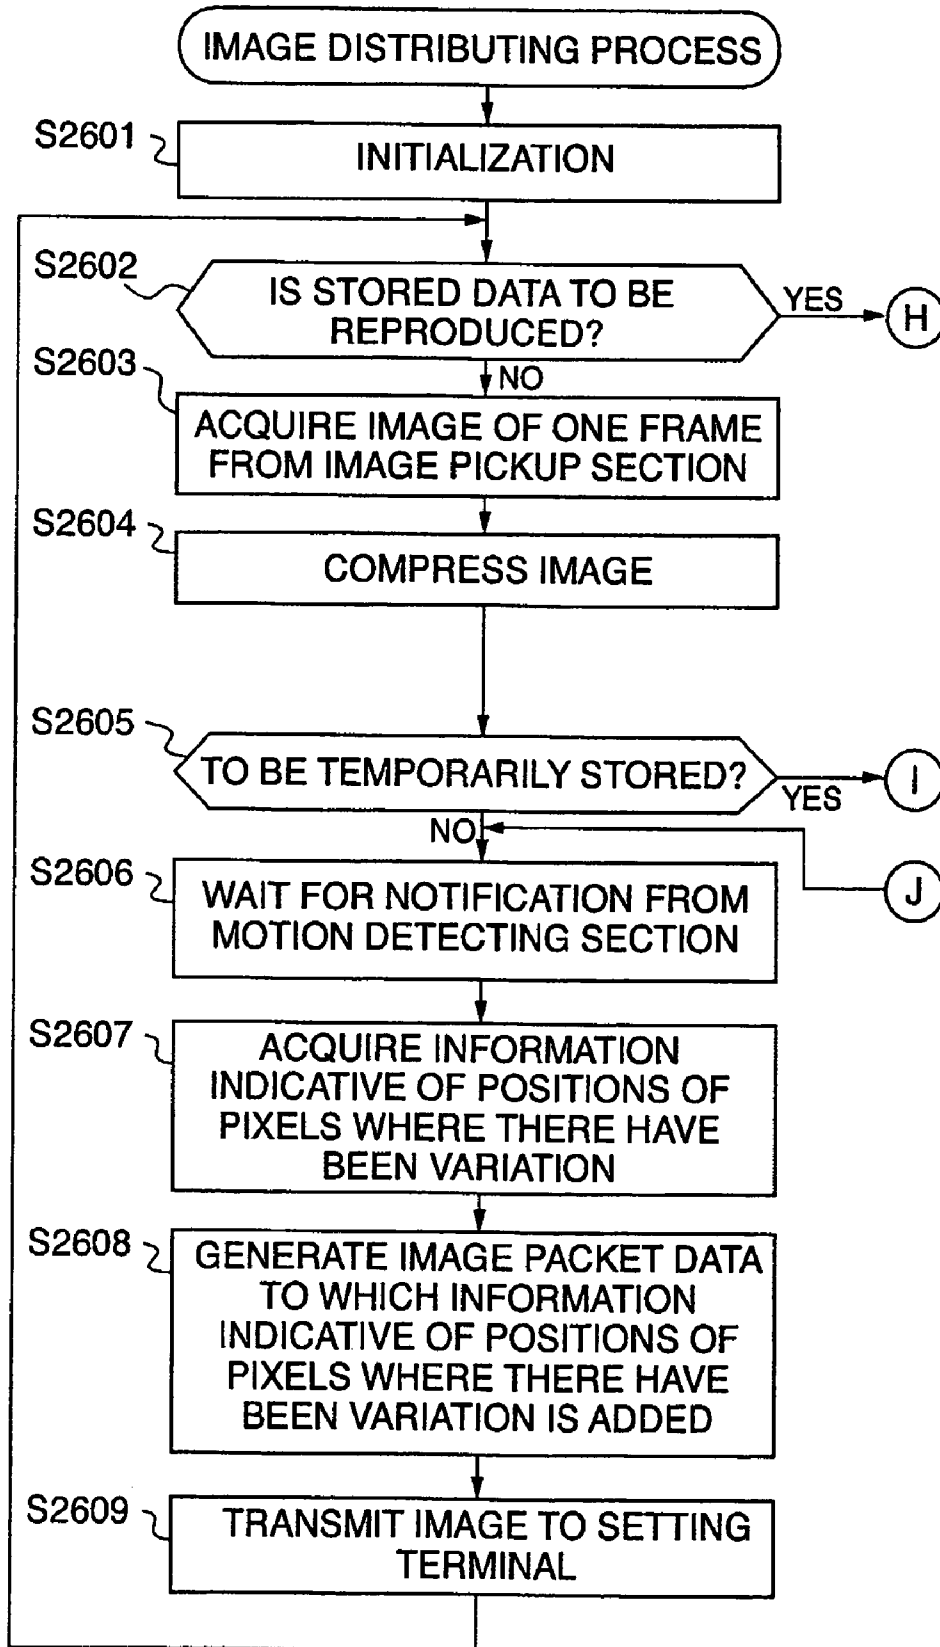 IMAGE DISTRIBUTING PROCESS
S2601
INITIALIZATION
S2602
IS STORED DATA TO BE
REPRODUCED?
YES
H
NO
S2603
ACQUIRE IMAGE OF ONE FRAME
FROM IMAGE PICKUP SECTION
S2604
COMPRESS IMAGE
S2605
TO BE TEMPORARILY STORED?
YES
I
NO
J
S2606
WAIT FOR NOTIFICATION FROM
MOTION DETECTING SECTION
S2607
ACQUIRE INFORMATION
INDICATIVE OF POSITIONS OF
PIXELS WHERE THERE HAVE
BEEN VARIATION
S2608
GENERATE IMAGE PACKET DATA
TO WHICH INFORMATION
INDICATIVE OF POSITIONS OF
PIXELS WHERE THERE HAVE
BEEN VARIATION IS ADDED
S2609
TRANSMIT IMAGE TO SETTING
TERMINAL